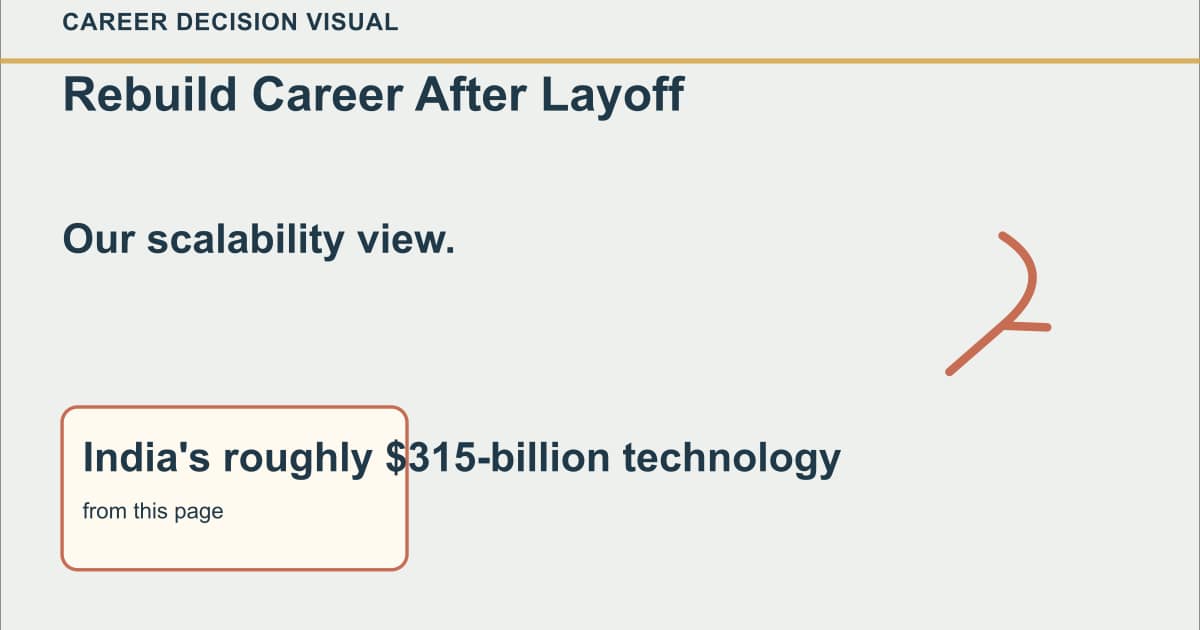 CAREER DECISION VISUAL
Rebuild Career After Layoff
Our scalability view.
India's roughly $315-billion technology
from this page